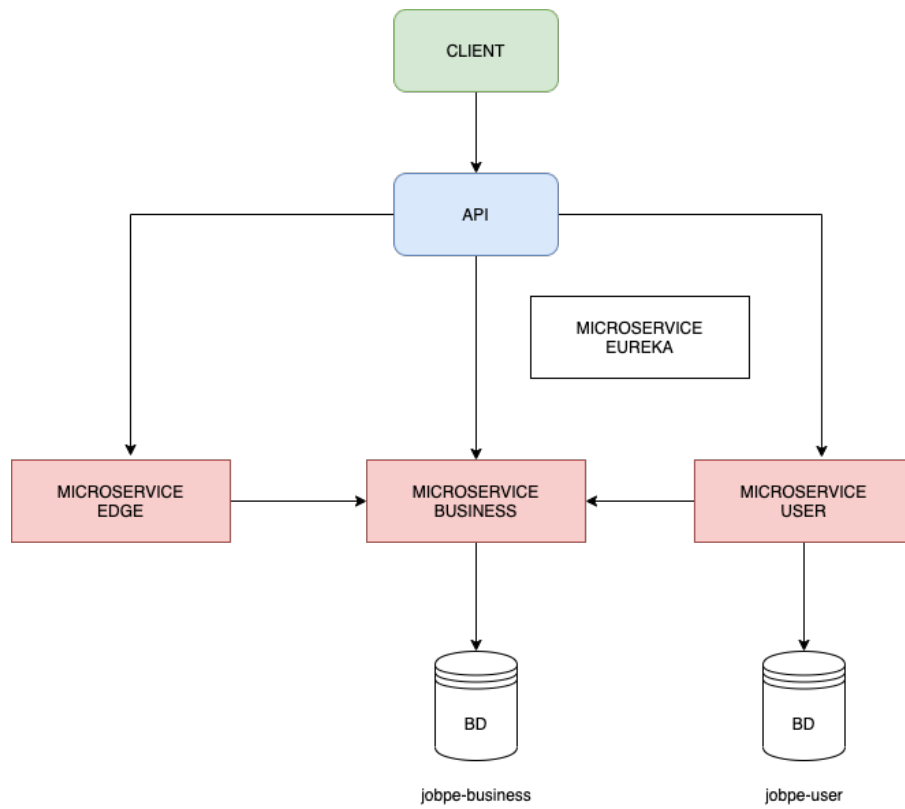 CLIENT
API
MICROSERVICE
EUREKA
MICROSERVICE
EDGE
MICROSERVICE
BUSINESS
MICROSERVICE
USER
BD
BD
jobpe-business
jobpe-user